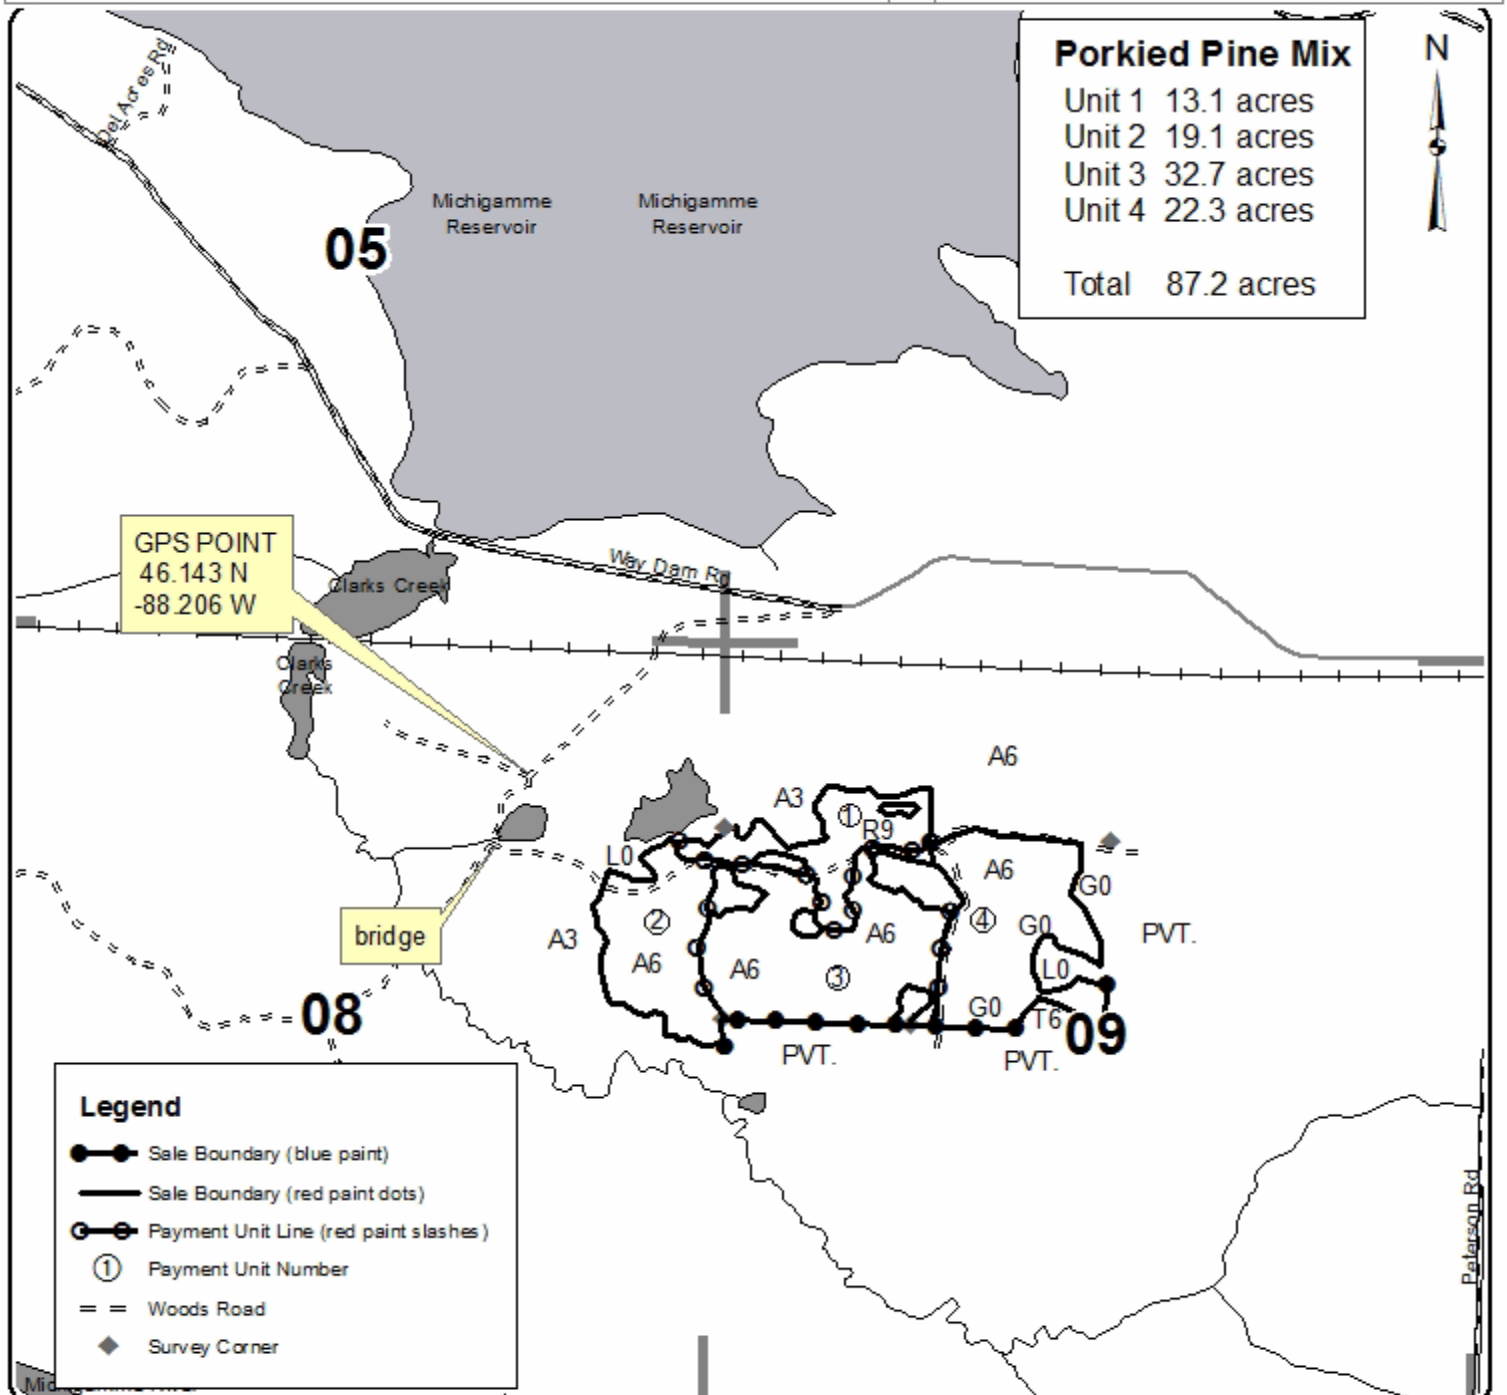 Porkied Pine Mix
Unit 1 13.1 acres
Unit 2 19.1 acres
Unit 3 32.7 acres
Unit 4 22.3 acres
Total 87.2 acres
N
Del Acres Rd
Michigamme
Reservoir
Michigamme
Reservoir
05
GPS POINT
46.143 N
-88.206 W
Clarks Creek
Way Dam Rd
Clarks
Creek
A6
A3
1
R9
L0
A6
G0
2
4
G0
PVT.
A3
A6
A6
A6
3
L0
bridge
08
G0
T6
09
PVT.
PVT.
Legend
Sale Boundary (blue paint)
Sale Boundary (red paint dots)
Payment Unit Line (red paint slashes)
1 Payment Unit Number
Woods Road
Survey Corner
Peterson Rd